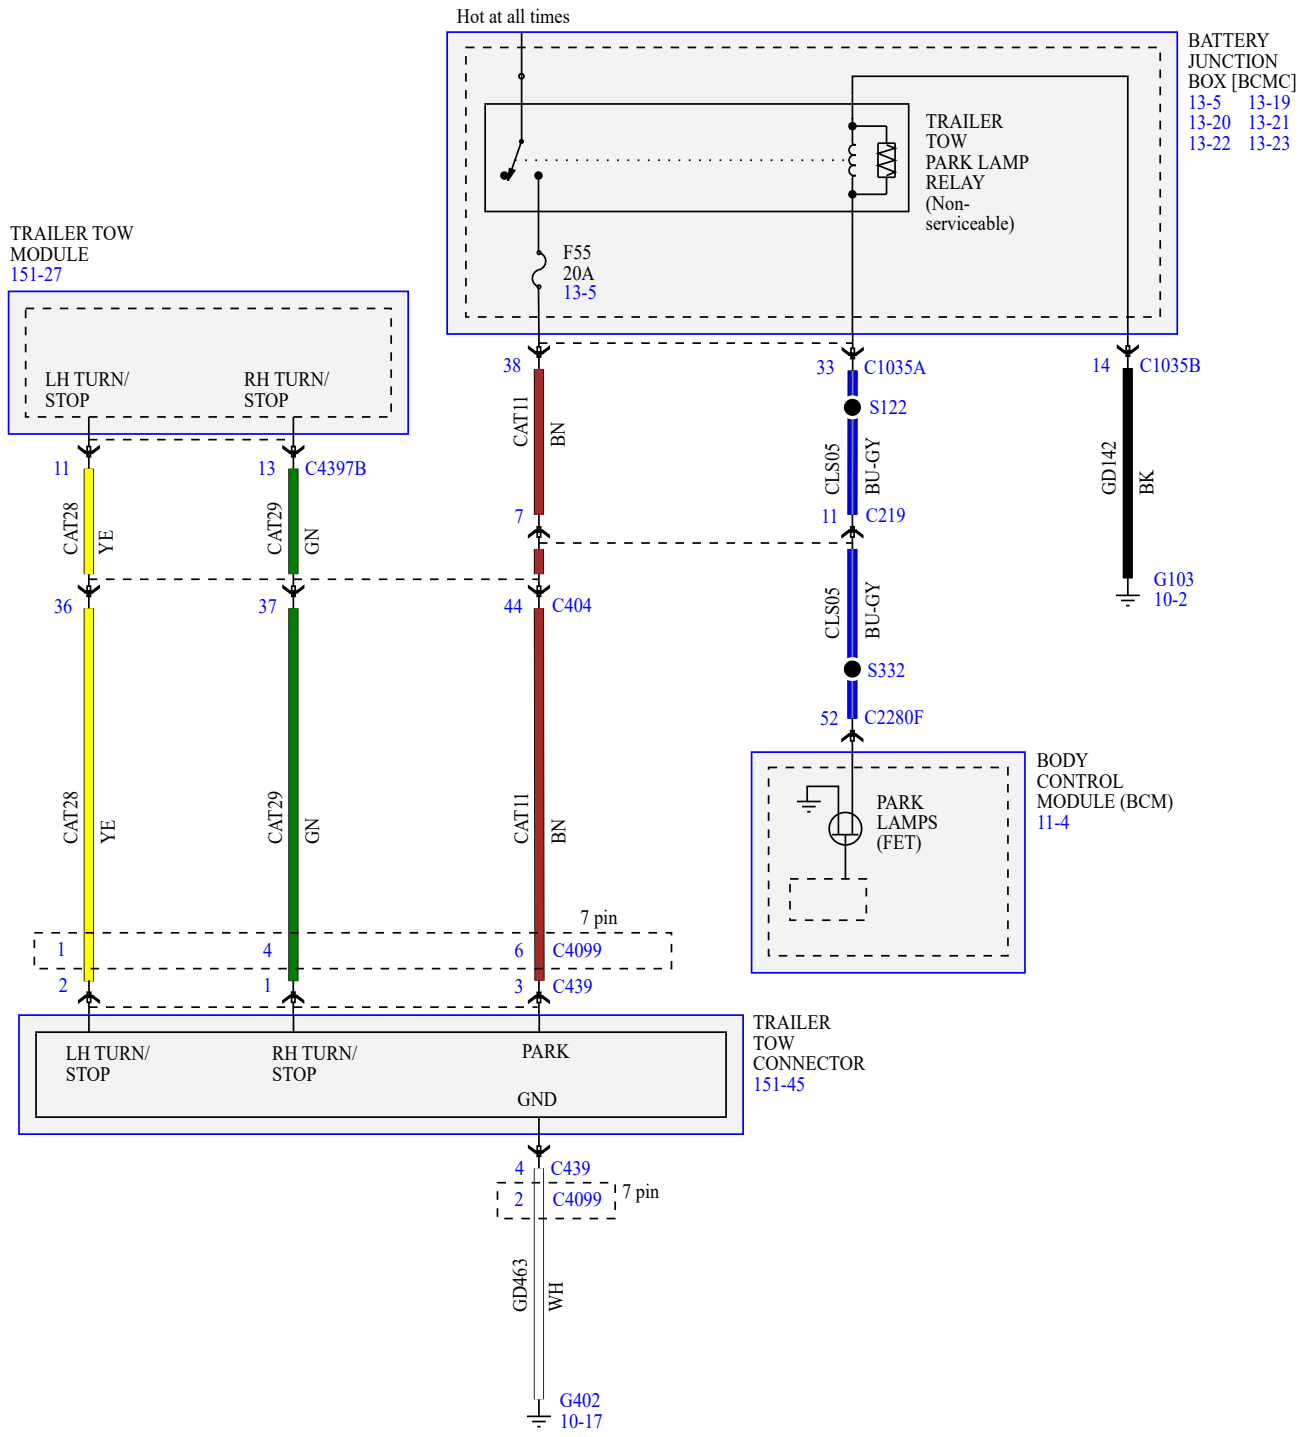 Hot at all times
BATTERY
JUNCTION
BOX [BCMC]
13-5 13-19
13-20 13-21
13-22 13-23
TRAILER
TOW
PARK LAMP
RELAY
(Non-
serviceable)
F55
20A
13-5
TRAILER TOW
MODULE
151-27
LH TURN/
STOP
RH TURN/
STOP
11
13 C4397B
38
33 C1035A
14 C1035B
S122
CAT28
YE
CAT29
GN
CAT11
BN
CLS05
BU-GY
GD142
BK
7
11 C219
36
37
44 C404
G103
10-2
CLS05
BU-GY
S332
52 C2280F
BODY
CONTROL
MODULE (BCM)
11-4
PARK
LAMPS
(FET)
CAT28
YE
CAT29
GN
CAT11
BN
7 pin
1
4
6 C4099
2
1
3 C439
TRAILER
TOW
CONNECTOR
151-45
LH TURN/
STOP
RH TURN/
STOP
PARK
GND
4 C439
2 C4099
7 pin
GD463
WH
G402
10-17